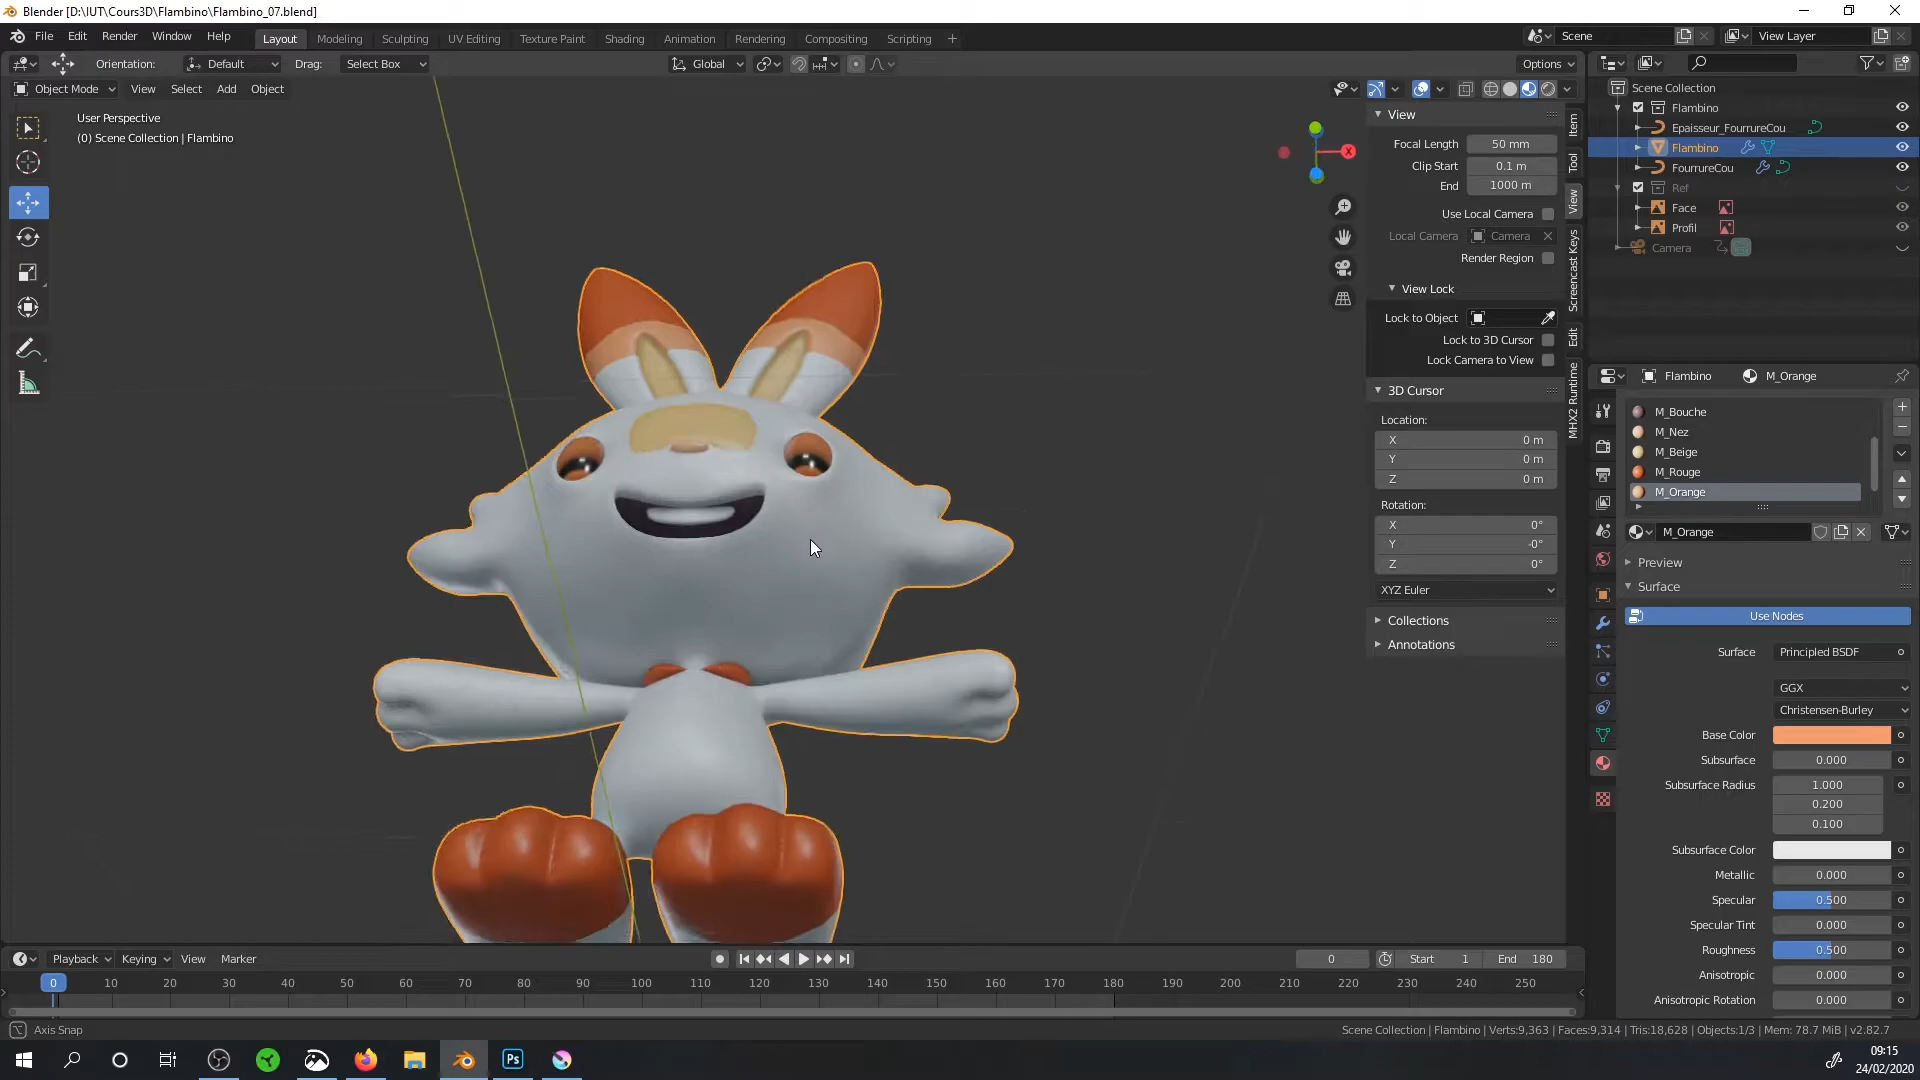 Blender [D:\IUT\Cours3D\Flambino\Flambino_07.blend]
File Edit Render Window Help Layout Modeling Sculpting UV Editing Texture Paint Shading Animation Rendering Compositing Scripting + Scene View Layer
Orientation: Default Drag: Select Box Global Options
Object Mode View Select Add Object
User Perspective
(0) Scene Collection | Flambino
X
View
Focal Length 50 mm
Clip Start 0.1 m
End 1000 m
Use Local Camera
Local Camera Camera
Render Region
View Lock
Lock to Object
Lock to 3D Cursor
Lock Camera to View
3D Cursor
Location:
X 0 m
Y 0 m
Z 0 m
Rotation:
X 0°
Y -0°
Z 0°
XYZ Euler
Collections
Annotations
Item
Tool
View
Screencast Keys
Edit
MHX2 Runtime
Scene Collection
Flambino
Epaisseur_FourrureCou
Flambino
FourrureCou
Ref
Face
Profil
Camera
Flambino M_Orange
M_Bouche
M_Nez
M_Beige
M_Rouge
M_Orange
M_Orange
Preview
Surface
Use Nodes
Surface Principled BSDF
GGX
Christensen-Burley
Base Color
Subsurface 0.000
Subsurface Radius 1.000
0.200
0.100
Subsurface Color
Metallic 0.000
Specular 0.500
Specular Tint 0.000
Roughness 0.500
Anisotropic 0.000
Anisotropic Rotation 0.000
Playback Keying View Marker 0 Start 1 End 180
0 10 20 30 40 50 60 70 80 90 100 110 120 130 140 150 160 170 180 190 200 210 220 230 240 250
Axis Snap
Scene Collection | Flambino | Verts:9,363 | Faces:9,314 | Tris:18,628 | Objects:1/3 | Mem: 78.7 MiB | v2.82.7
Ps
09:15
24/02/2020